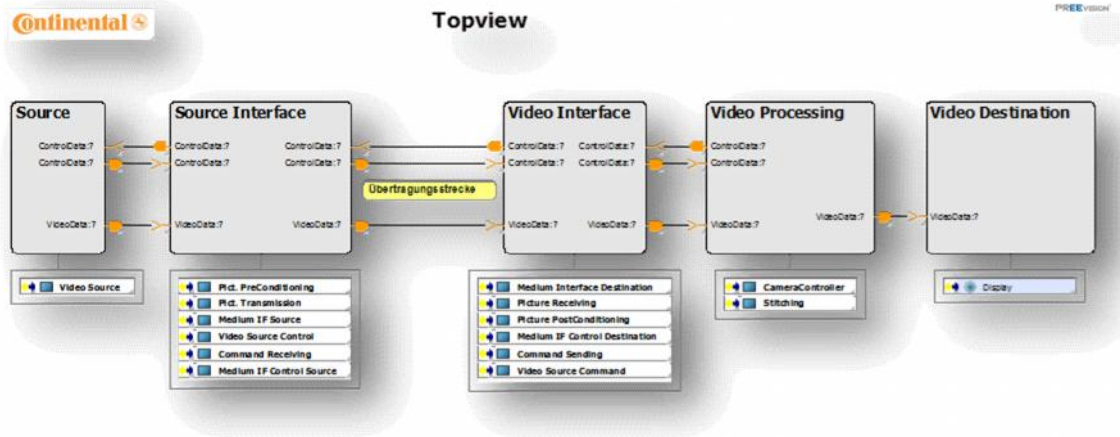 Continental
Topview
PREEvision
Source
ControlData:7
ControlData:7
VideoData:7
Video Source
Source Interface
ControlData:7 ControlData:7
ControlData:7 ControlData:7
VideoData:7 VideoData:7
Pict. PreConditioning
Pict. Transmission
Medium IF Source
Video Source Control
Command Receiving
Medium IF Control Source
Übertragungsstrecke
Video Interface
ControlData:7 ControlData:7
ControlData:7 ControlData:7
VideoData:7 VideoData:7
Medium Interface Destination
Picture Receiving
Picture PostConditioning
Medium IF Control Destination
Command Sending
Video Source Command
Video Processing
ControlData:7
ControlData:7
VideoData:7
CameraController
Stitching
Video Destination
VideoData:7
Display